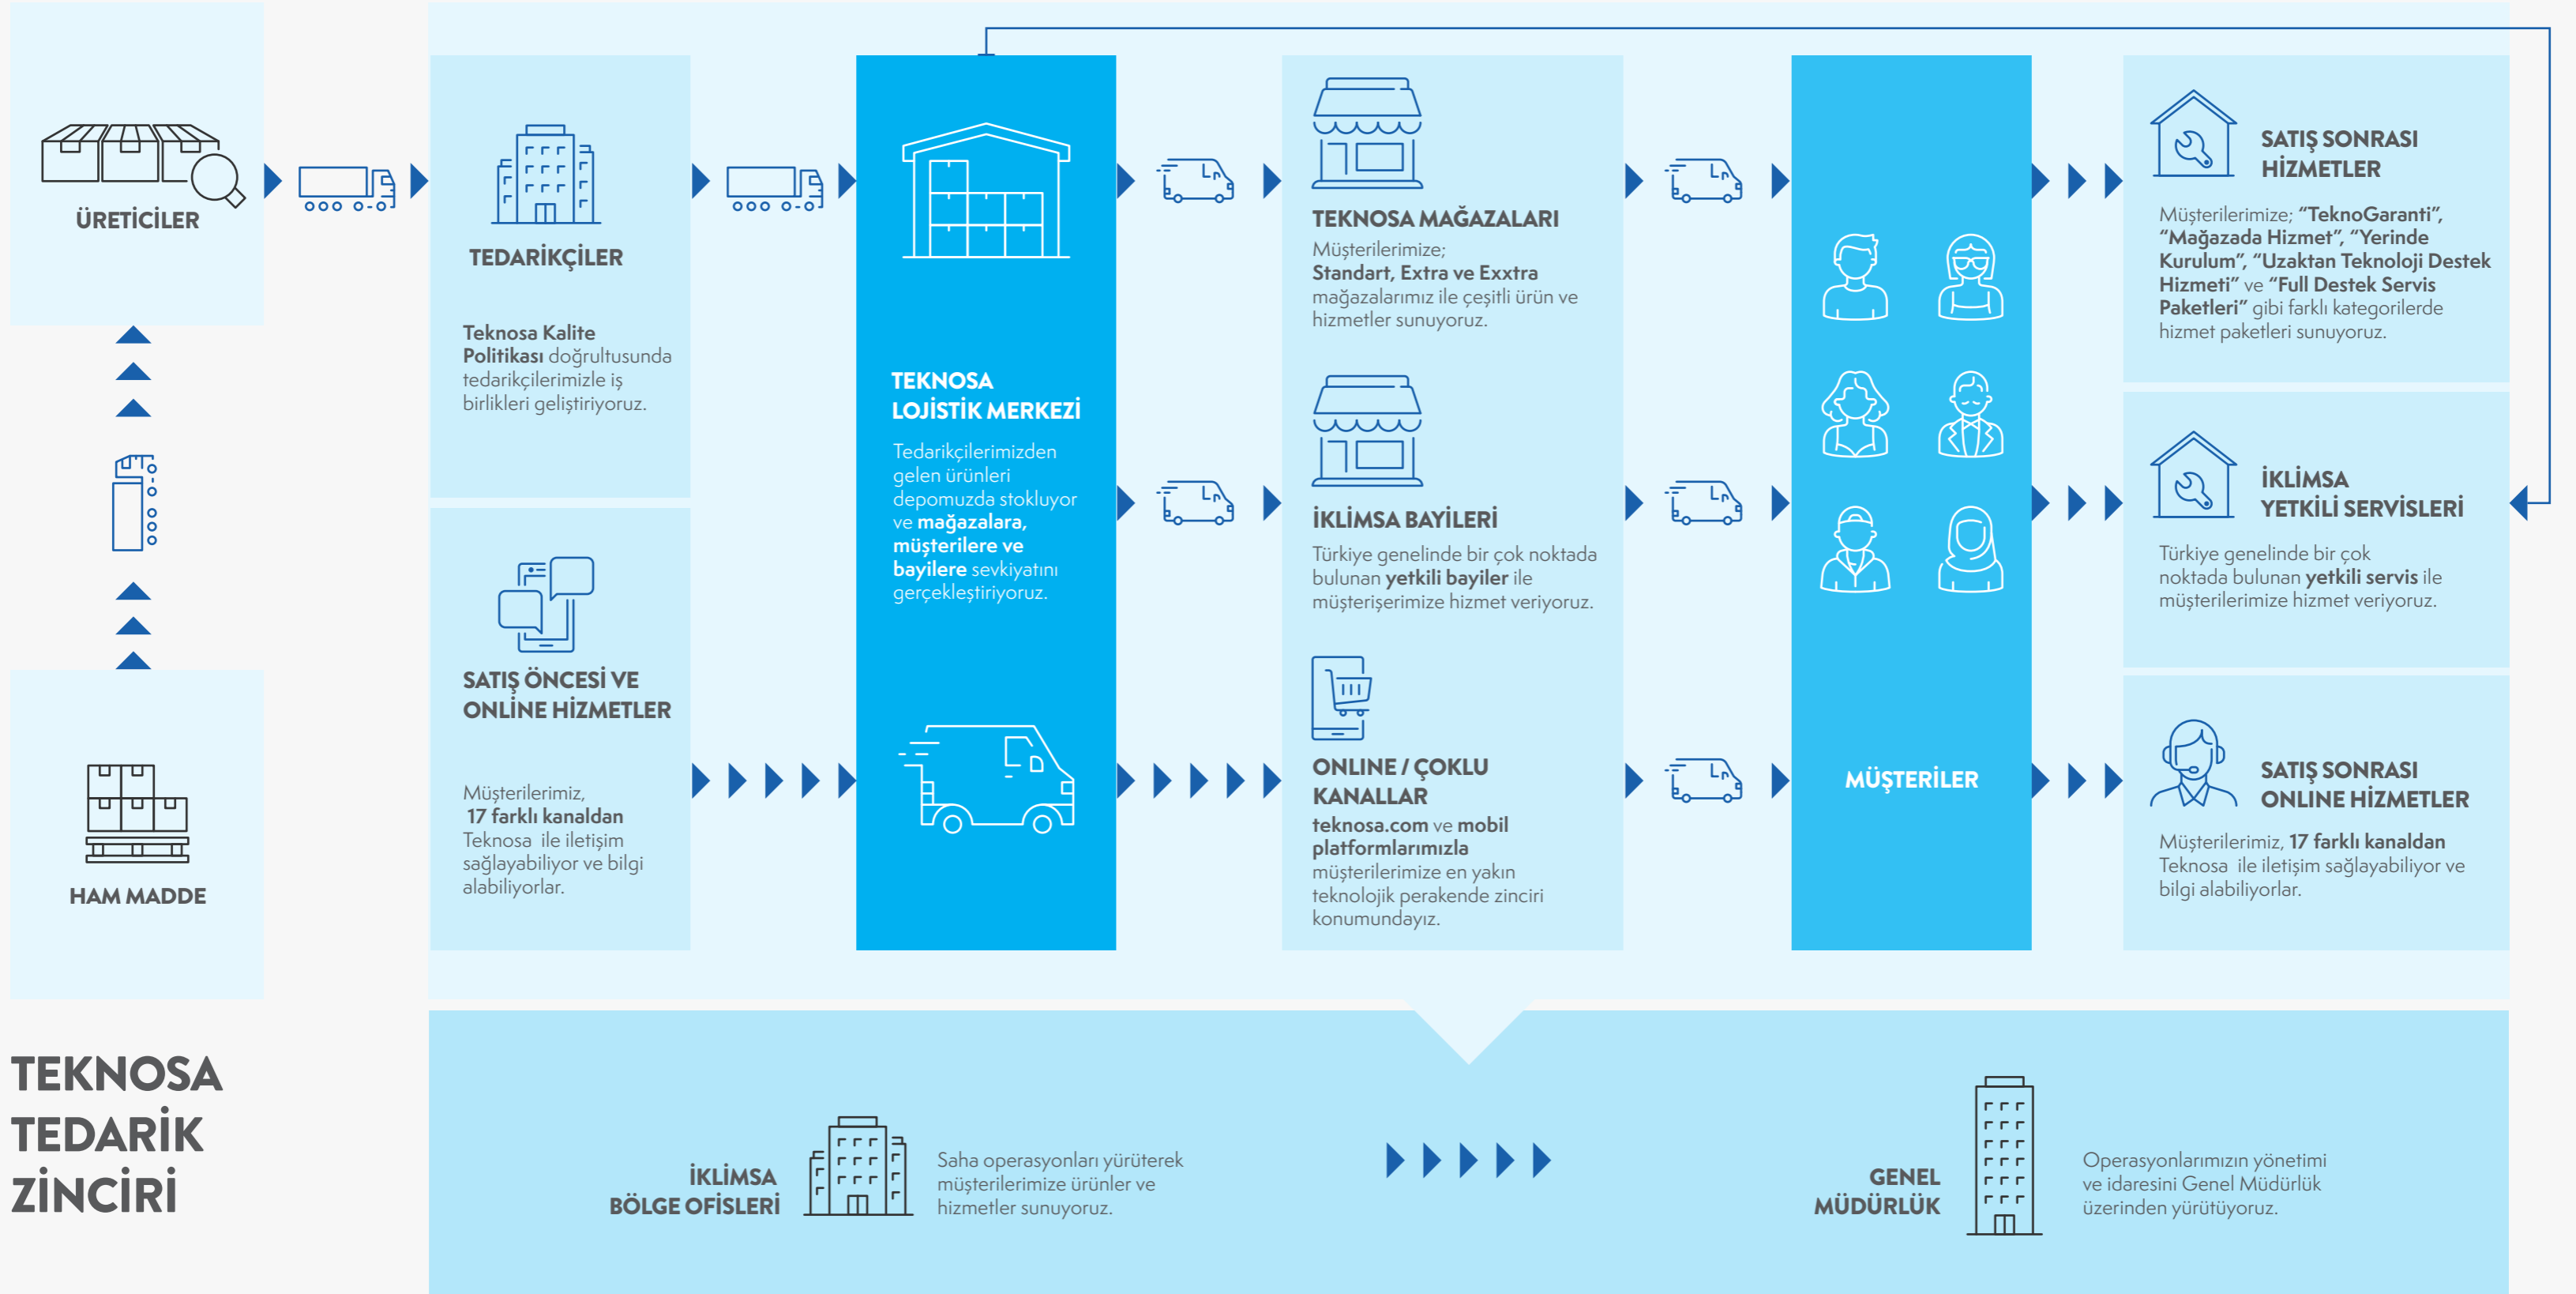 ÜRETİCİLER
HAM MADDE
TEKNOSA
TEDARİK
ZİNCİRİ
TEDARİKÇİLER
Teknosa Kalite
Politikası doğrultusunda
tedarikçilerimizle iş
birlikleri geliştiriyoruz.
SATIŞ ÖNCESİ VE
ONLİNE HİZMETLER
Müşterilerimiz,
17 farklı kanaldan
Teknosa ile iletişim
sağlayabiliyor ve bilgi
alabiliyorlar.
TEKNOSA
LOJİSTİK MERKEZİ
Tedarikçilerimizden
gelen ürünleri
depomuzda stokluyor
ve mağazalara,
müşterilere ve
bayilere sevkiyatını
gerçekleştiriyoruz.
TEKNOSA MAĞAZALARI
Müşterilerimize;
Standart, Extra ve Exxtra
mağazalarımız ile çeşitli ürün ve
hizmetler sunuyoruz.
İKLİMSA BAYİLERİ
Türkiye genelinde bir çok noktada
bulunan yetkili bayiler ile
müşterişerimize hizmet veriyoruz.
ONLINE / ÇOKLU
KANALLAR
teknosa.com ve mobil
platformlarımızla
müşterilerimize en yakın
teknolojik perakende zinciri
konumundayız.
MÜŞTERİLER
SATIŞ SONRASI
HİZMETLER
Müşterilerimize; “TeknoGaranti”,
“Mağazada Hizmet”, “Yerinde
Kurulum”, “Uzaktan Teknoloji Destek
Hizmeti” ve “Full Destek Servis
Paketleri” gibi farklı kategorilerde
hizmet paketleri sunuyoruz.
İKLİMSA
YETKİLİ SERVİSLERİ
Türkiye genelinde bir çok
noktada bulunan yetkili servis ile
müşterilerimize hizmet veriyoruz.
SATIŞ SONRASI
ONLINE HİZMETLER
Müşterilerimiz, 17 farklı kanaldan
Teknosa ile iletişim sağlayabiliyor ve
bilgi alabiliyorlar.
İKLİMSA
BÖLGE OFİSLERİ
Saha operasyonları yürüterek
müşterilerimize ürünler ve
hizmetler sunuyoruz.
GENEL
MÜDÜRLÜK
Operasyonlarımızın yönetimi
ve idaresini Genel Müdürlük
üzerinden yürütüyoruz.